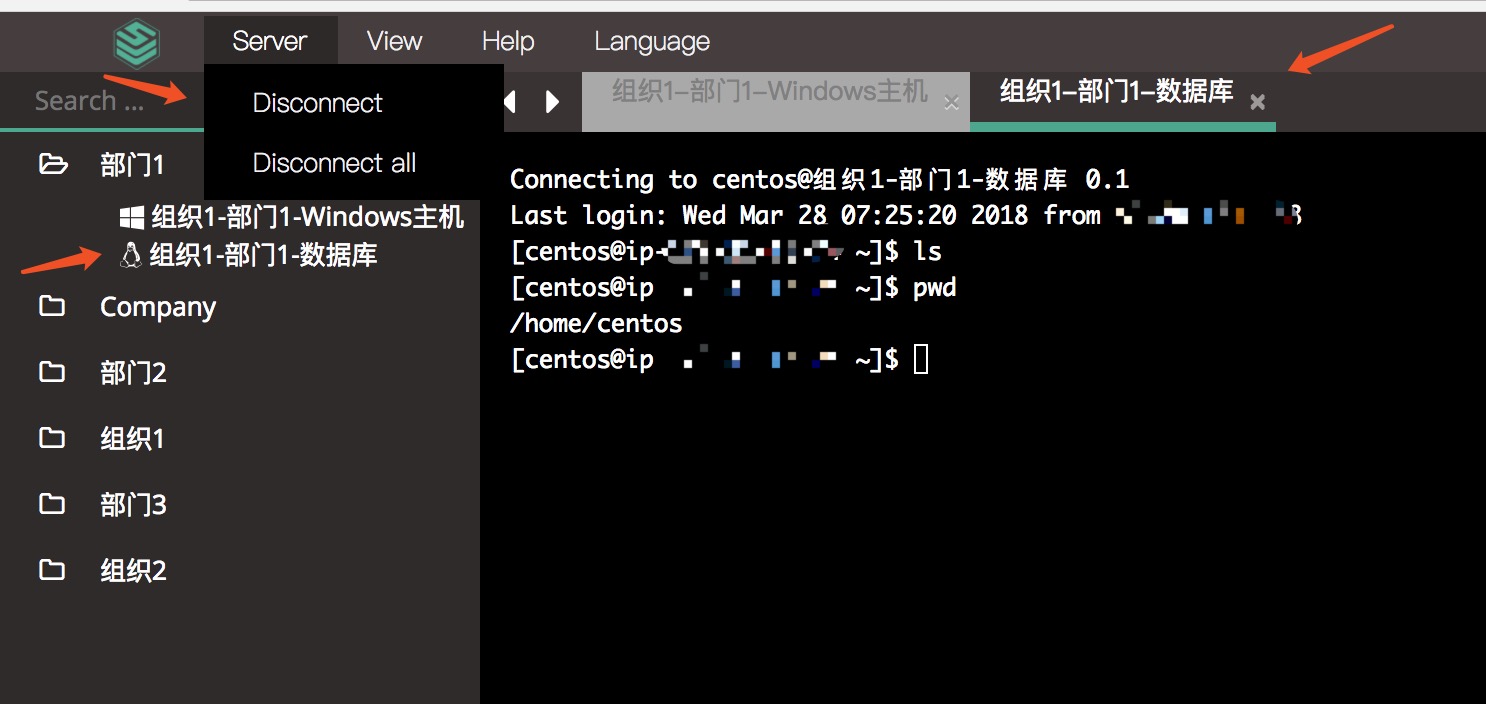 Server View Help Language
Search ...
Disconnect
Disconnect all
组织1–部门1–Windows主机 ×
组织1–部门1–数据库 ×
部门1
组织1-部门1-Windows主机
组织1-部门1-数据库
Company
部门2
组织1
部门3
组织2
Connecting to centos@组织1-部门1-数据库 0.1
Last login: Wed Mar 28 07:25:20 2018 from
[centos@ip- ~]$ ls
[centos@ip ~]$ pwd
/home/centos
[centos@ip ~]$